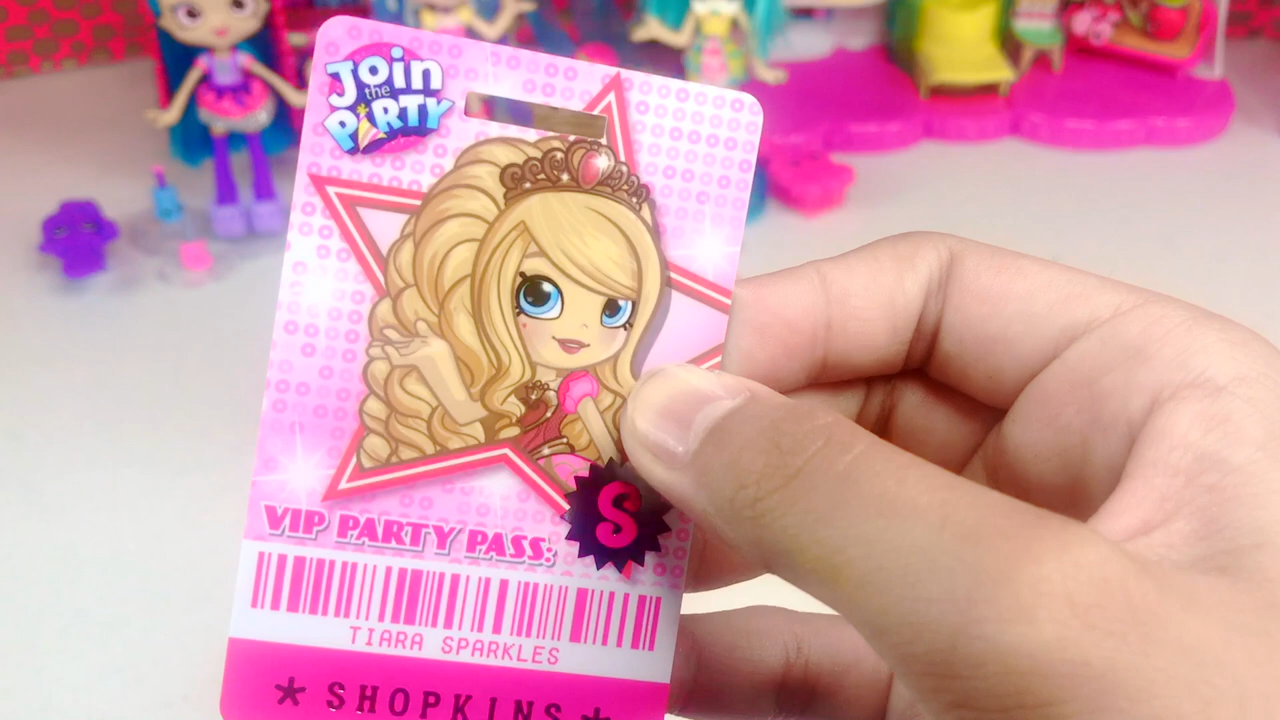 Join
the
PARTY
VIP PARTY PASS:
S
TIARA SPARKLES
* SHOPKINS *